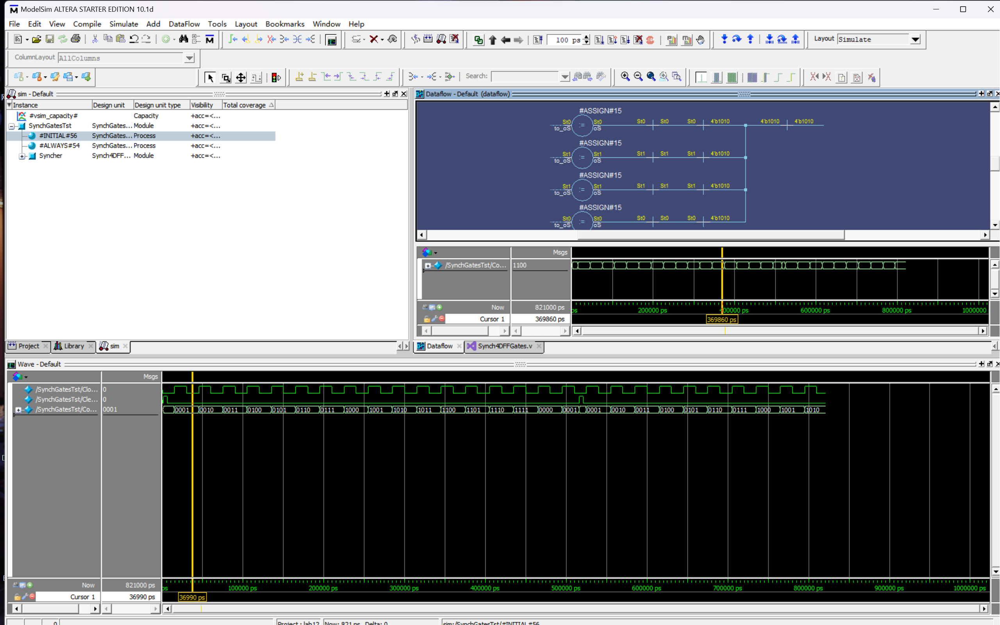 ModelSim ALTERA STARTER EDITION 10.1d
File Edit View Compile Simulate Add DataFlow Tools Layout Bookmarks Window Help
100 ps Layout Simulate
ColumnLayout AllColumns
Search:
sim - Default
Instance Design unit Design unit type Visibility Total coverage
#vsim_capacity# Capacity +acc=<...
SynchGatesTst SynchGates... Module +acc=<...
#INITIAL#56 SynchGates... Process +acc=<...
#ALWAYS#54 SynchGates... Process +acc=<...
Syncher Synch4DFF... Module +acc=<...
Project Library sim
Dataflow - Default (dataflow)
#ASSIGN#15
St0 St0 St0 St0 St0 4'b1010 4'b1010 4'b1010
to_oS oS
#ASSIGN#15
St1 St1 St1 St1 St1 4'b1010
to_oS oS
#ASSIGN#15
St1 St1 St1 St1 St1 4'b1010
to_oS oS
#ASSIGN#15
St0 St0 St0 St0 St0 4'b1010
to_oS oS
Msgs
/SynchGatesTst/Co... 1100
Now 821000 ps ps 200000 ps 400000 ps 600000 ps 800000 ps 1000000
Cursor 1 369860 ps 369860 ps
Dataflow Synch4DFFGates.v
Wave - Default
Msgs
/SynchGatesTst/Clo... 0
/SynchGatesTst/Cle... 0
/SynchGatesTst/Co... 0001 0001 0010 0011 0100 0101 0110 0111 1000 1001 1010 1011 1100 1101 1110 1111 0000 0001 0001 0010 0011 0100 0101 0110 0111 1000 1001 1010
Now 821000 ps ps 100000 ps 200000 ps 300000 ps 400000 ps 500000 ps 600000 ps 700000 ps 800000 ps 900000 ps 1000000 ps
Cursor 1 36990 ps 36990 ps
0 Project : lab12 Now: 821 ns Delta: 0 sim:/SynchGatesTst/#INITIAL#56